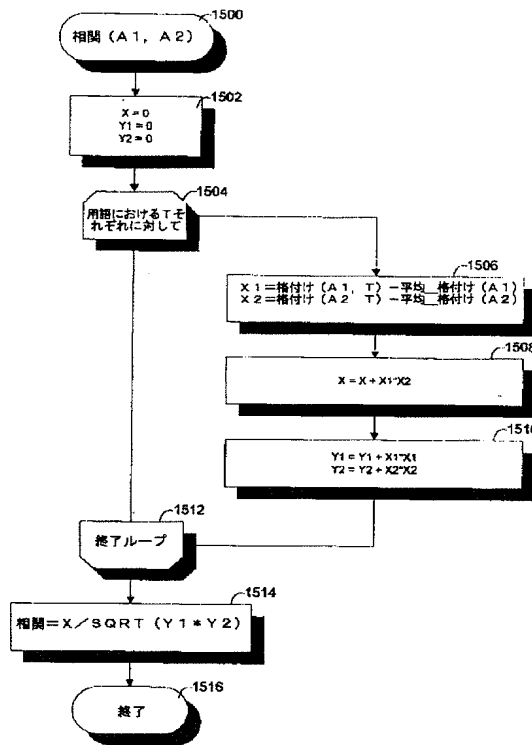 1500
相関（A1，A2）
1502
X=0
Y1=0
Y2=0
1504
用語におけるTそ
れぞれに対して
1506
X1=格付け（A1，T）－平均_格付け（A1）
X2=格付け（A2 T）－平均_格付け（A2）
1508
X=X+X1*X2
1510
Y1=Y1+X1*X1
Y2=Y2+X2*X2
1512
終了ループ
1514
相関＝X／SQRT（Y1＊Y2）
1516
終了